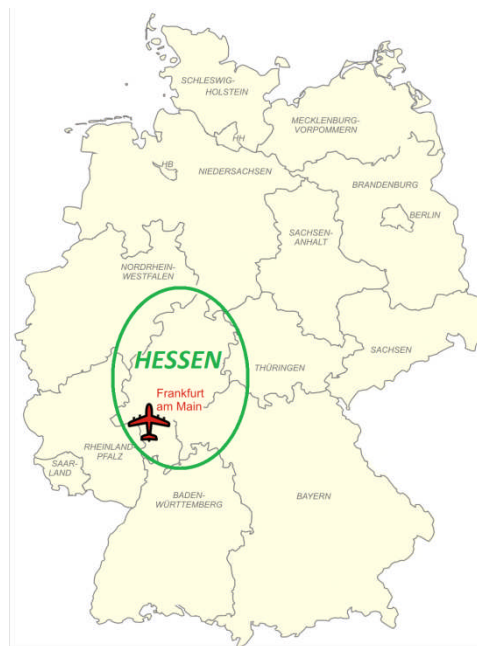 SCHLESWIG-
HOLSTEIN
MECKLENBURG-
VORPOMMERN
HH
HB
NIEDERSACHSEN
BRANDENBURG
BERLIN
SACHSEN-
ANHALT
NORDRHEIN-
WESTFALEN
HESSEN
THÜRINGEN
SACHSEN
Frankfurt
am Main
RHEINLAND
PFALZ
SAAR-
LAND
BADEN-
WÜRTTEMBERG
BAYERN